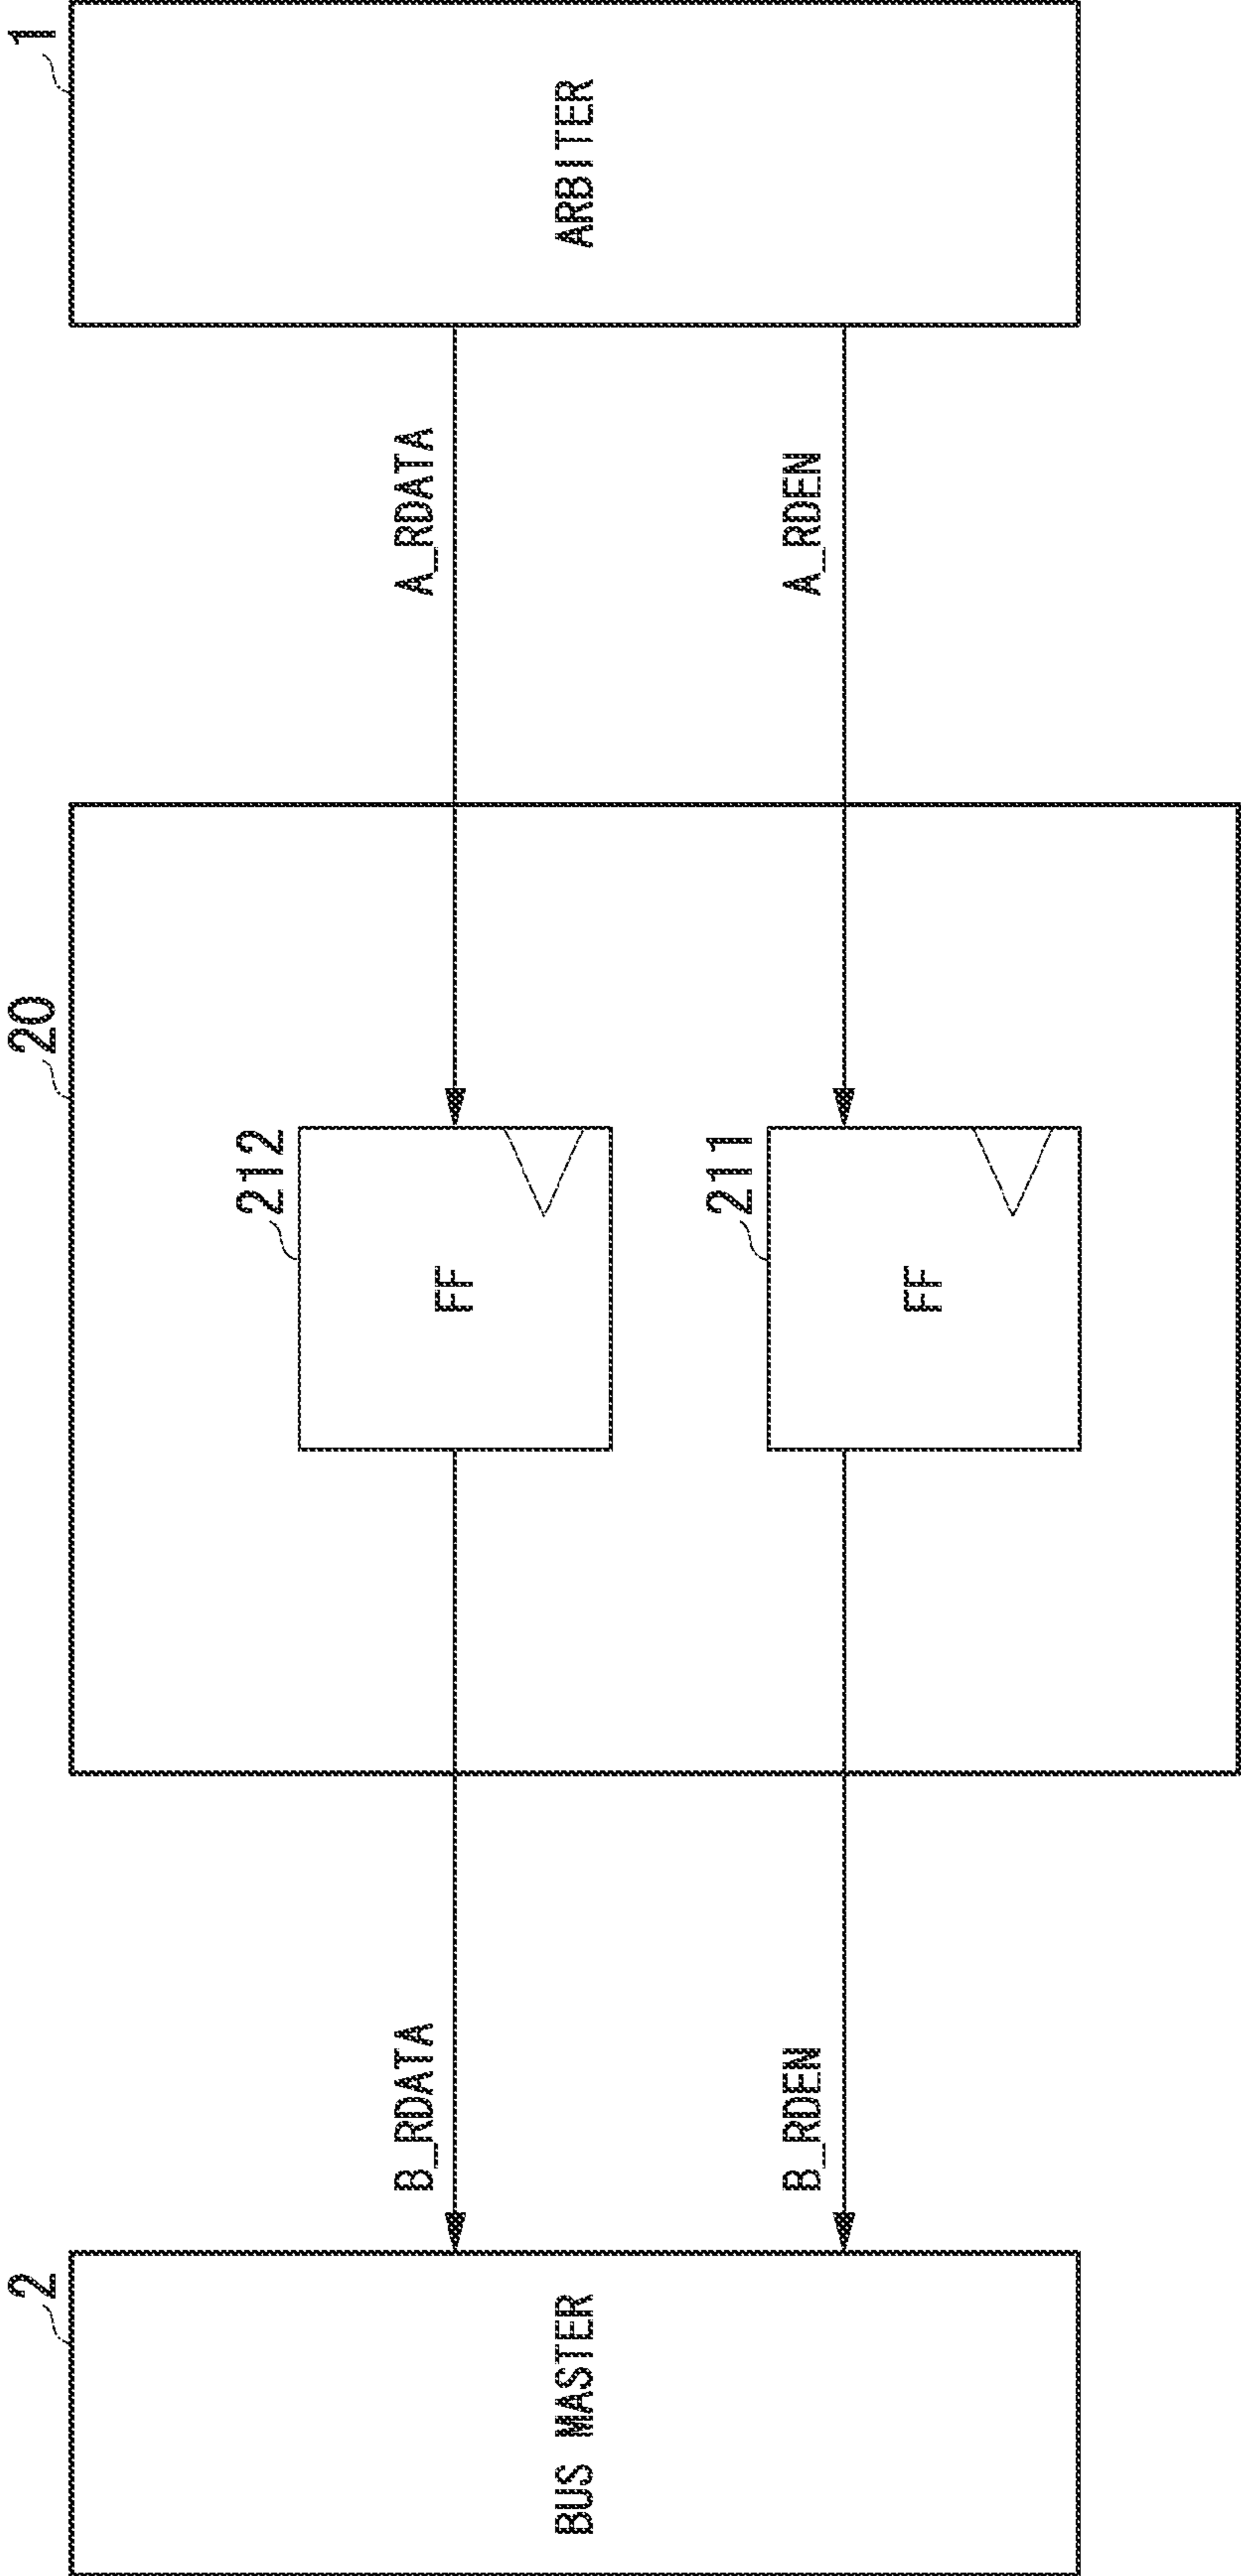 2
20
1
212
B_RDATA
A_RDATA
FF
BUS MASTER
ARBITER
211
B_RDEN
A_RDEN
FF